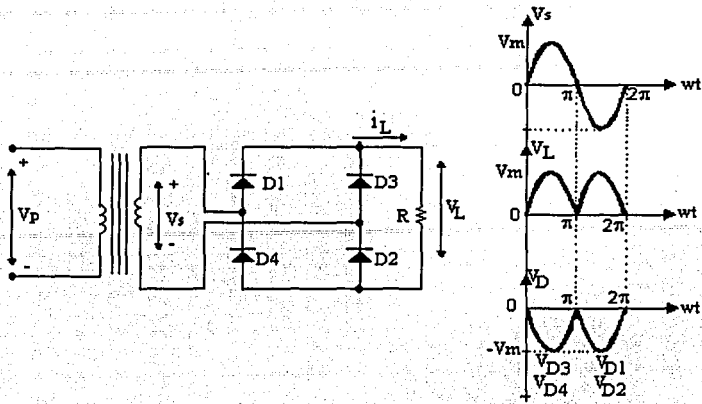 +
Vp
-
+
Vs
-
D1
D4
iL
D3
D2
R
VL
Vs
Vm
0
π
2π
wt
VL
Vm
0
π
2π
wt
VD
0
π
2π
wt
-Vm
VD3
VD4
VD1
VD2
+